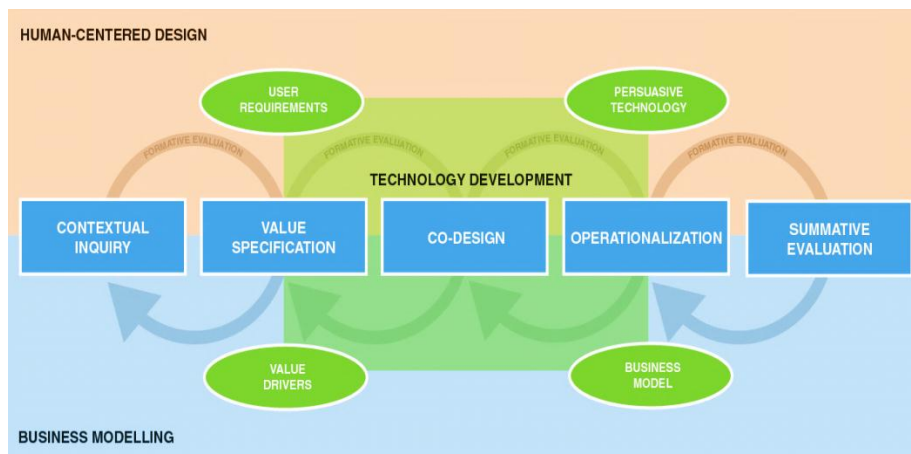 HUMAN-CENTERED DESIGN
USER
REQUIREMENTS
PERSUASIVE
TECHNOLOGY
FORMATIVE EVALUATION
FORMATIVE EVALUATION
FORMATIVE EVALUATION
FORMATIVE EVALUATION
TECHNOLOGY DEVELOPMENT
CONTEXTUAL
INQUIRY
VALUE
SPECIFICATION
CO-DESIGN
OPERATIONALIZATION
SUMMATIVE
EVALUATION
VALUE
DRIVERS
BUSINESS
MODEL
BUSINESS MODELLING